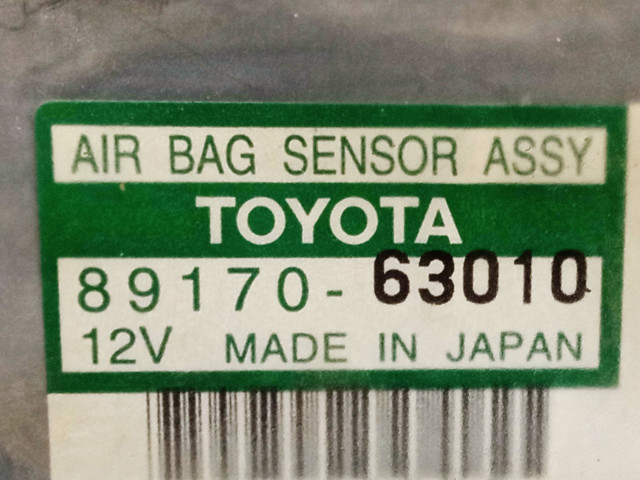 AIR BAG SENSOR ASSY
TOYOTA
89170-63010
12V MADE IN JAPAN